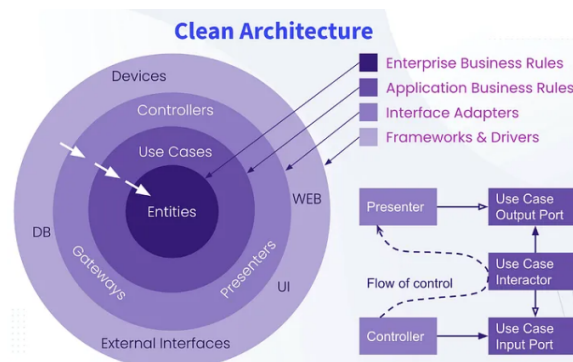 Clean Architecture
Devices
Controllers
Use Cases
Entities
WEB
DB
Gateways
Presenters
UI
External Interfaces
Enterprise Business Rules
Application Business Rules
Interface Adapters
Frameworks & Drivers
Presenter
Use Case
Output Port
Flow of control
Use Case
Interactor
Controller
Use Case
Input Port